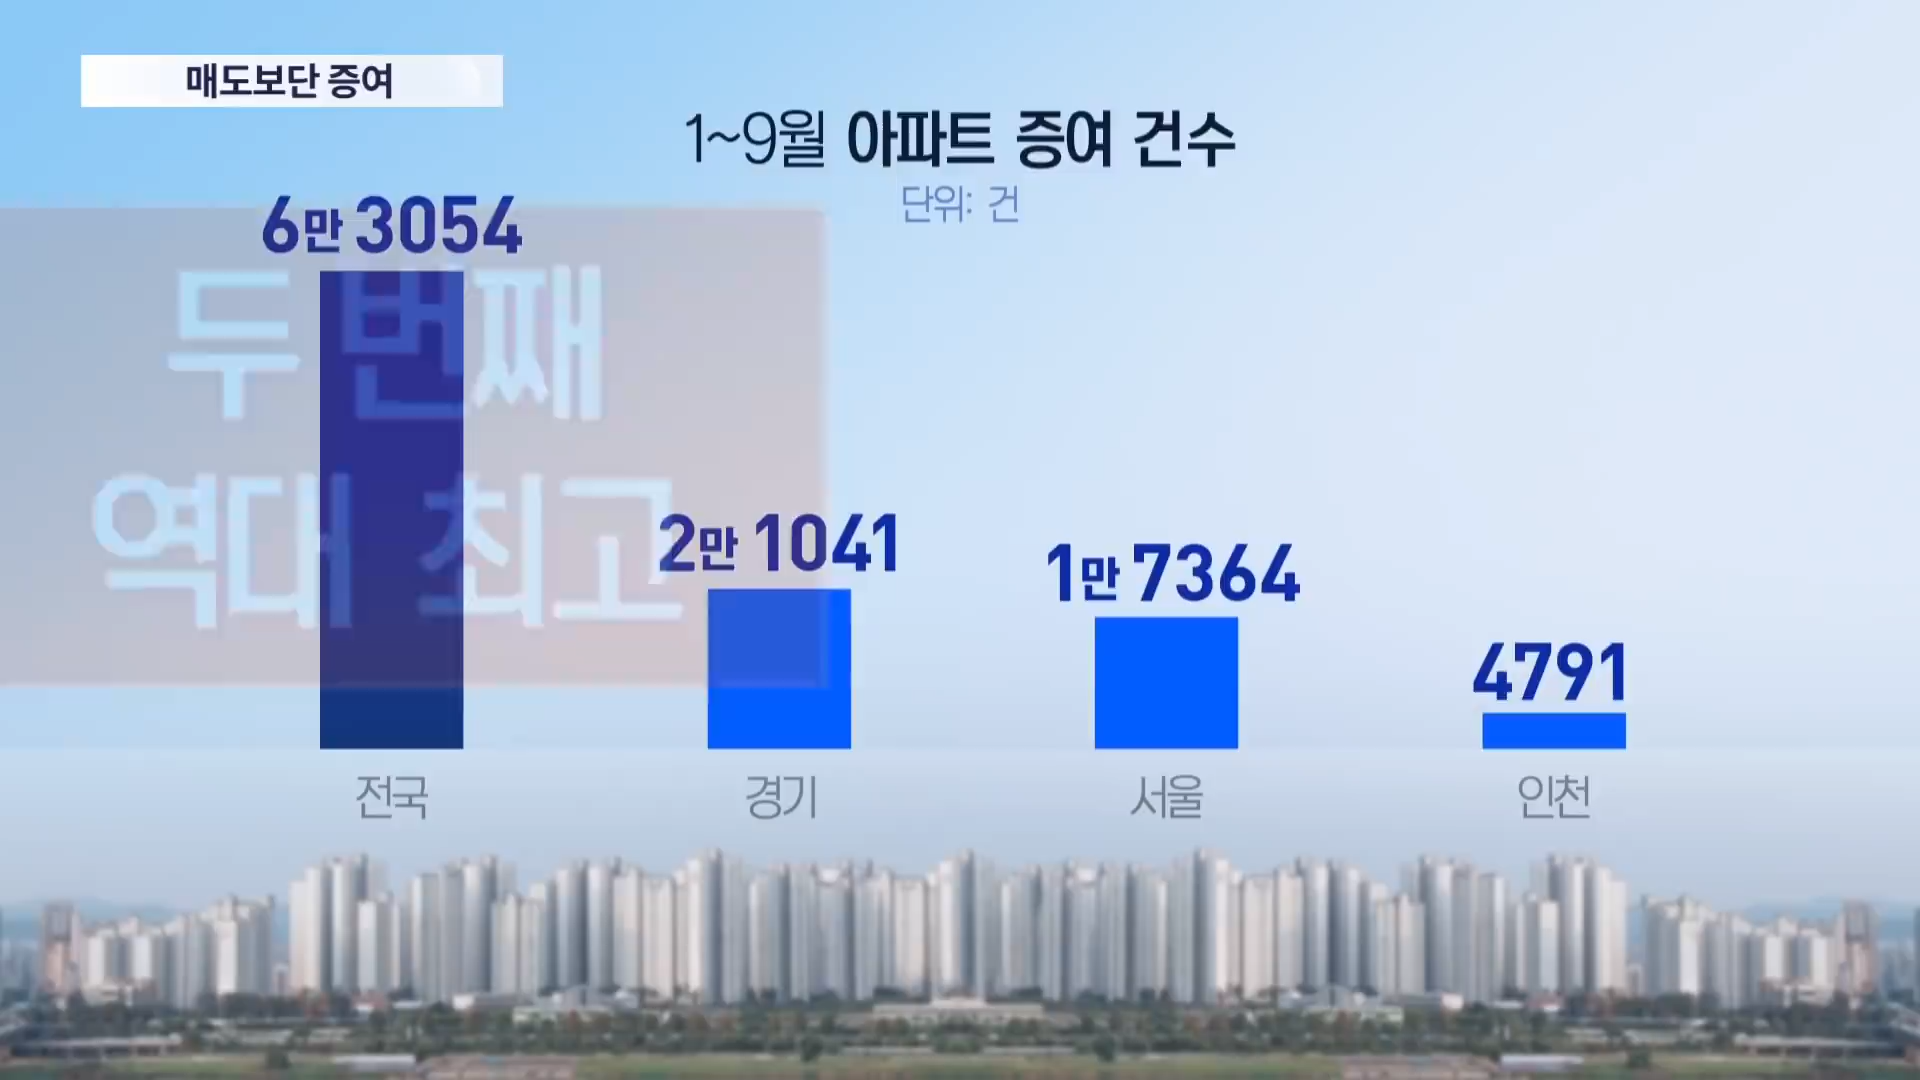 매도보단 증여
1~9월 아파트 증여 건수
단위: 건
6만 3054
두번째
역대 최고
2만 1041
1만 7364
4791
전국
경기
서울
인천